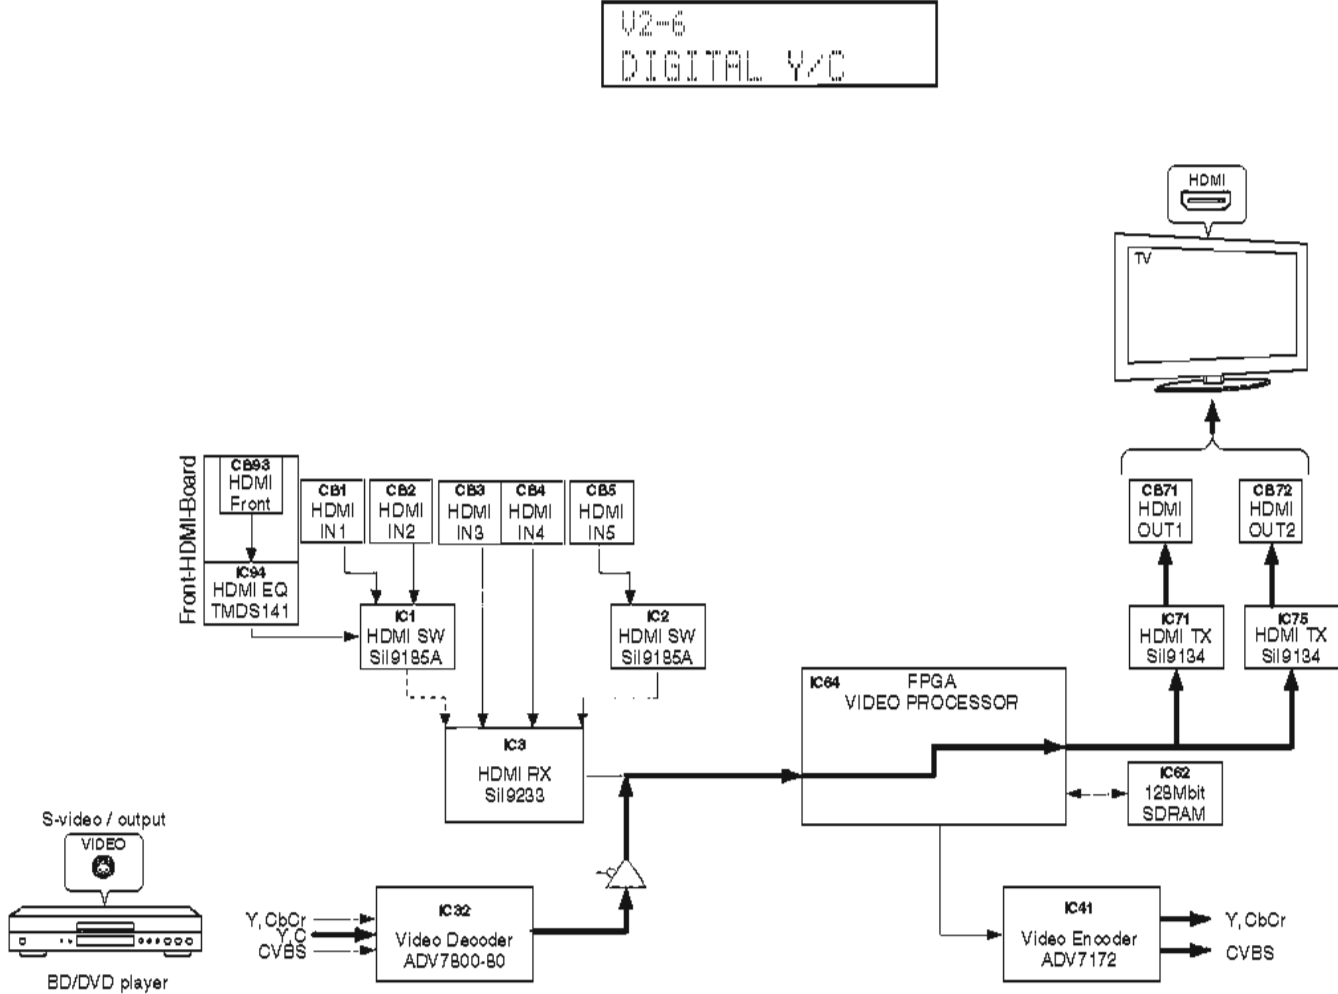 V2-6
DIGITAL Y/C
HDMI
TV
Front-HDMI-Board
CB93
HDMI
Front
CB1
HDMI
IN1
CB2
HDMI
IN2
CB3
HDMI
IN3
CB4
HDMI
IN4
CB5
HDMI
IN5
CB71
HDMI
OUT1
CB72
HDMI
OUT2
IC94
HDMI EQ
TMDS141
IC1
HDMI SW
SiI9185A
IC2
HDMI SW
SiI9185A
IC71
HDMI TX
SiI9134
IC75
HDMI TX
SiI9134
IC64
FPGA
VIDEO PROCESSOR
IC3
HDMI RX
SiI9233
IC62
128Mbit
SDRAM
S-video / output
VIDEO
BD/DVD player
Y, CbCr
Y, C
CVBS
IC32
Video Decoder
ADV7800-80
IC41
Video Encoder
ADV7172
Y, CbCr
CVBS